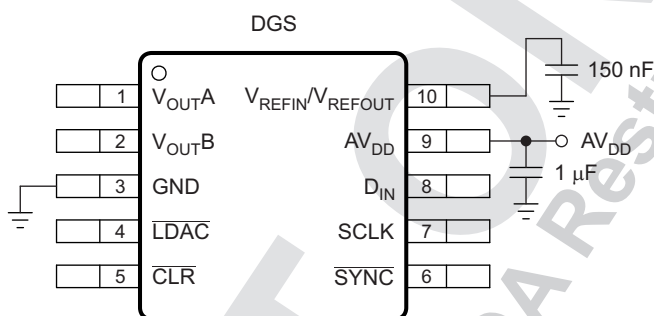 DGS
1 VOUTA VREFIN/VREFOUT 10 150 nF
2 VOUTB AVDD 9 AVDD
3 GND DIN 8 1 µF
4 LDAC SCLK 7
5 CLR SYNC 6